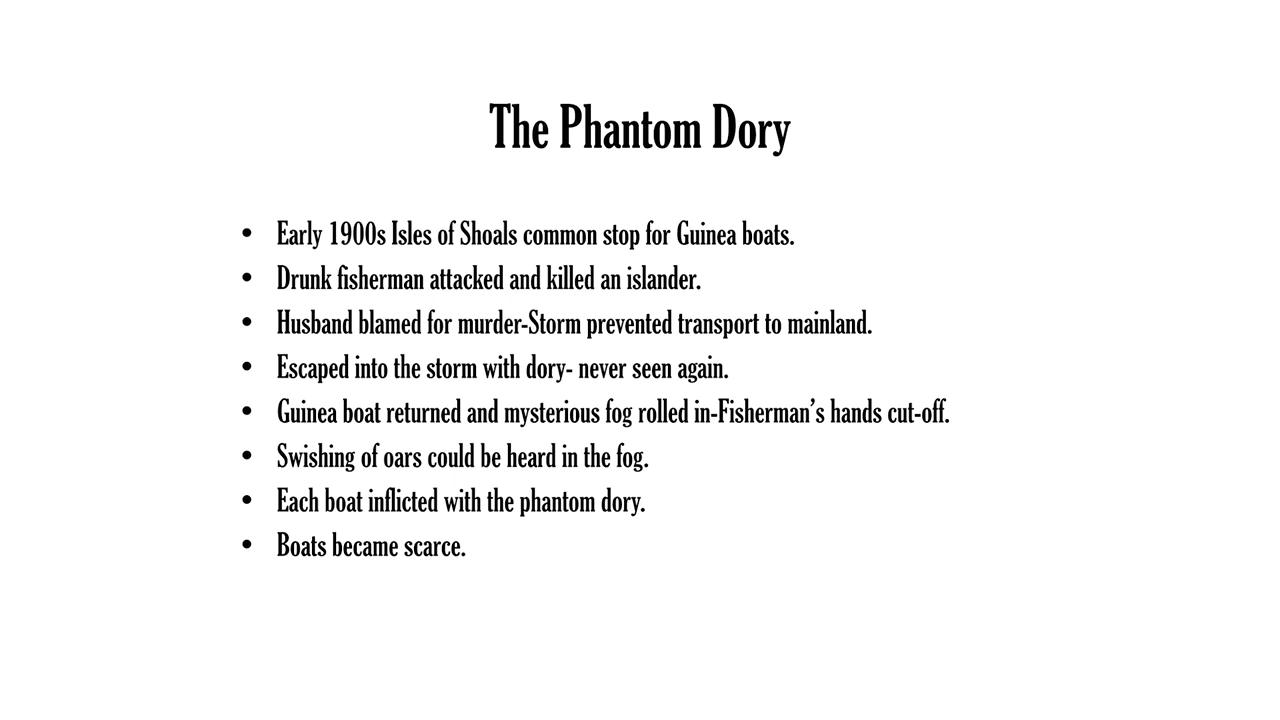 The Phantom Dory
• Early 1900s Isles of Shoals common stop for Guinea boats.
• Drunk fisherman attacked and killed an islander.
• Husband blamed for murder-Storm prevented transport to mainland.
• Escaped into the storm with dory- never seen again.
• Guinea boat returned and mysterious fog rolled in-Fisherman’s hands cut-off.
• Swishing of oars could be heard in the fog.
• Each boat inflicted with the phantom dory.
• Boats became scarce.